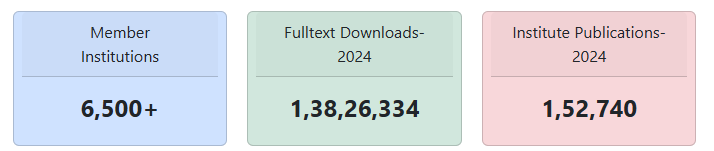 Member
Institutions
6,500+
Fulltext Downloads-
2024
1,38,26,334
Institute Publications-
2024
1,52,740